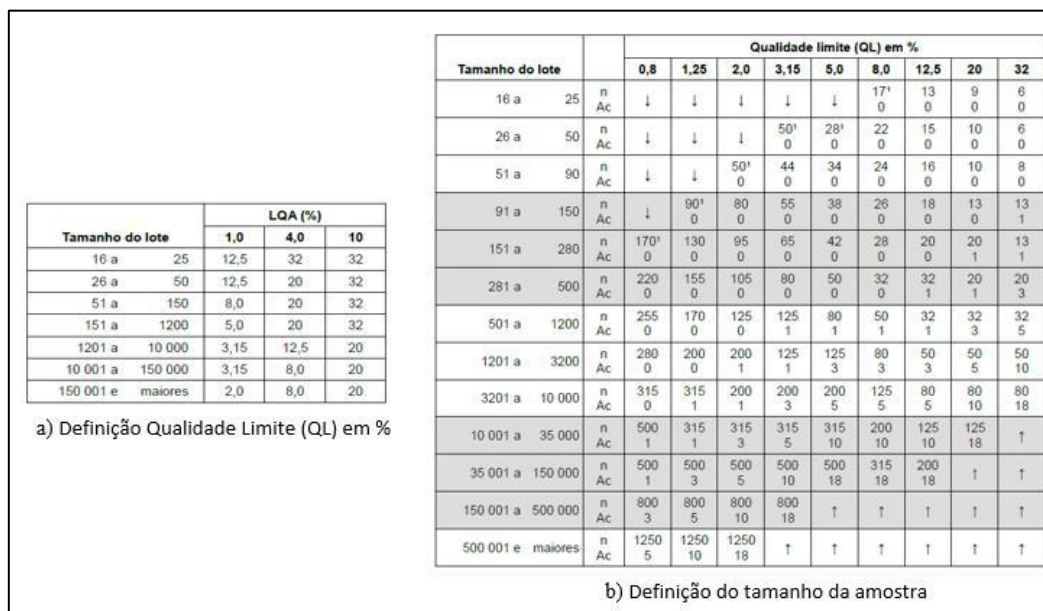 LQA (%)
Tamanho do lote 1,0 4,0 10
16 a 25 12,5 32 32
26 a 50 12,5 20 32
51 a 150 8,0 20 32
151 a 1200 5,0 20 32
1201 a 10 000 3,15 12,5 20
10 001 a 150 000 3,15 8,0 20
150 001 e maiores 2,0 8,0 20
a) Definição Qualidade Limite (QL) em %
Qualidade limite (QL) em %
Tamanho do lote 0,8 1,25 2,0 3,15 5,0 8,0 12,5 20 32
16 a 25 n ↓ ↓ ↓ ↓ ↓ 17¹ 13 9 6
Ac 0 0 0 0
26 a 50 n ↓ ↓ ↓ 50¹ 28¹ 22 15 10 6
Ac 0 0 0 0 0 0
51 a 90 n ↓ ↓ 50¹ 44 34 24 16 10 8
Ac 0 0 0 0 0 0 0
91 a 150 n ↓ 90¹ 80 55 38 26 18 13 13
Ac 0 0 0 0 0 0 0 1
151 a 280 n 170¹ 130 95 65 42 28 20 20 13
Ac 0 0 0 0 0 0 0 1 1
281 a 500 n 220 155 105 80 50 32 32 20 20
Ac 0 0 0 0 0 0 1 1 3
501 a 1200 n 255 170 125 125 80 50 32 32 32
Ac 0 0 0 1 1 1 1 3 5
1201 a 3200 n 280 200 200 125 125 80 50 50 50
Ac 0 0 1 1 3 3 3 5 10
3201 a 10 000 n 315 315 200 200 200 125 80 80 80
Ac 0 1 1 3 5 5 5 10 18
10 001 a 35 000 n 500 315 315 315 315 200 125 125 ↑
Ac 1 1 3 5 10 10 10 18
35 001 a 150 000 n 500 500 500 500 500 315 200 ↑ ↑
Ac 1 3 5 10 18 18 18
150 001 a 500 000 n 800 800 800 800 ↑ ↑ ↑ ↑ ↑
Ac 3 5 10 18
500 001 e maiores n 1250 1250 1250 ↑ ↑ ↑ ↑ ↑ ↑
Ac 5 10 18
b) Definição do tamanho da amostra